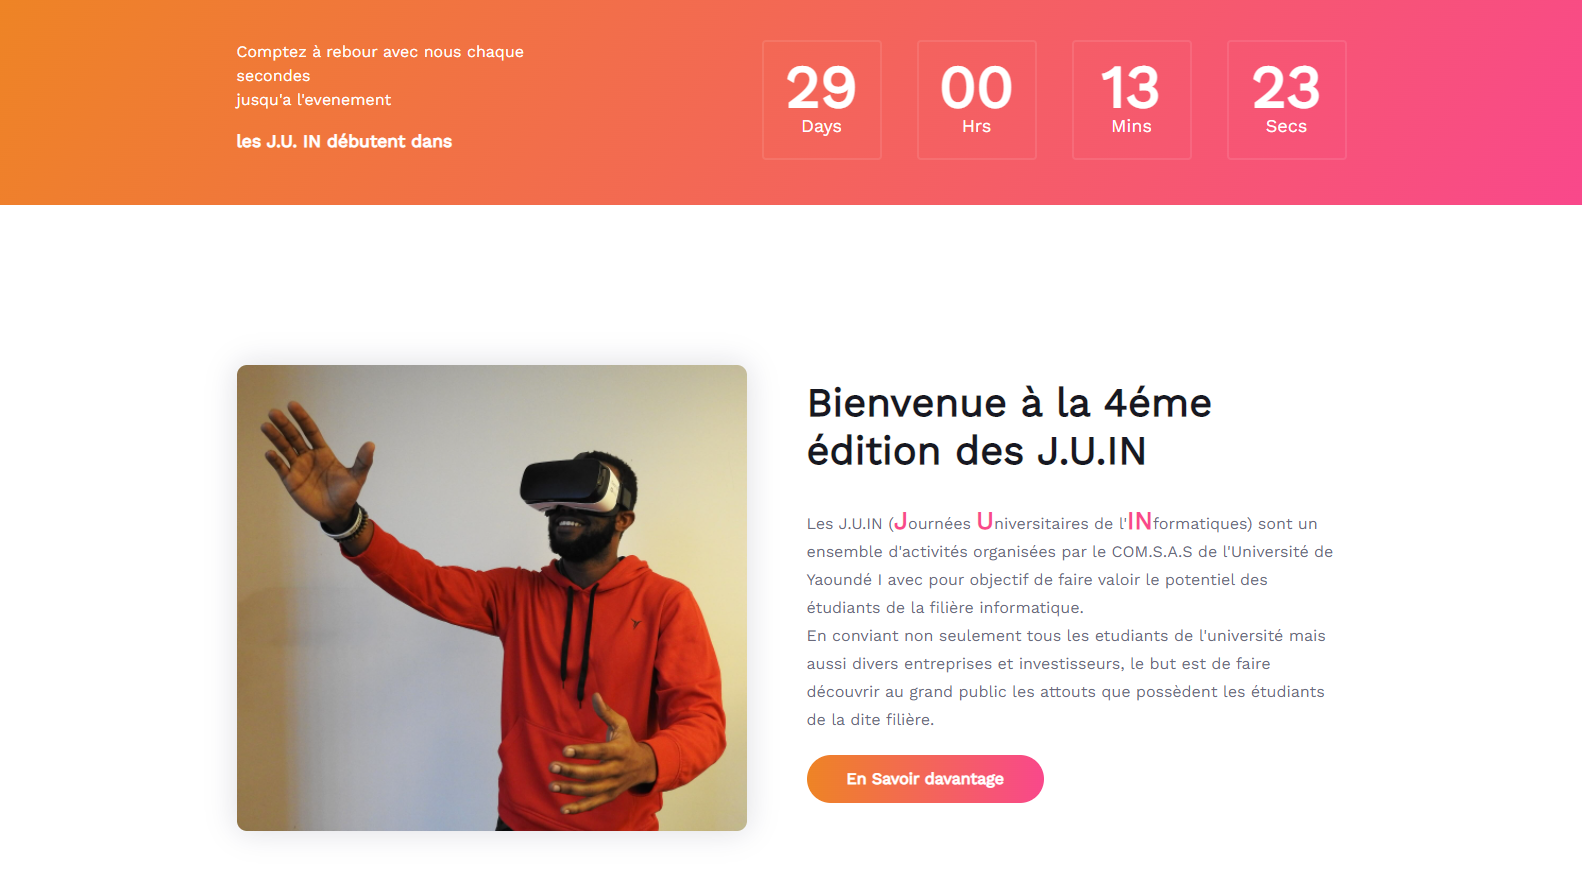 Comptez à rebour avec nous chaque
secondes
jusqu'a l'evenement
les J.U. IN débutent dans
29 00 13 23
Days Hrs Mins Secs
Bienvenue à la 4éme
édition des J.U.IN
Les J.U.IN (Journées Universitaires de l'INformatiques) sont un
ensemble d'activités organisées par le COM.S.A.S de l'Université de
Yaoundé I avec pour objectif de faire valoir le potentiel des
étudiants de la filière informatique.
En conviant non seulement tous les etudiants de l'université mais
aussi divers entreprises et investisseurs, le but est de faire
découvrir au grand public les attouts que possèdent les étudiants
de la dite filière.
En Savoir davantage